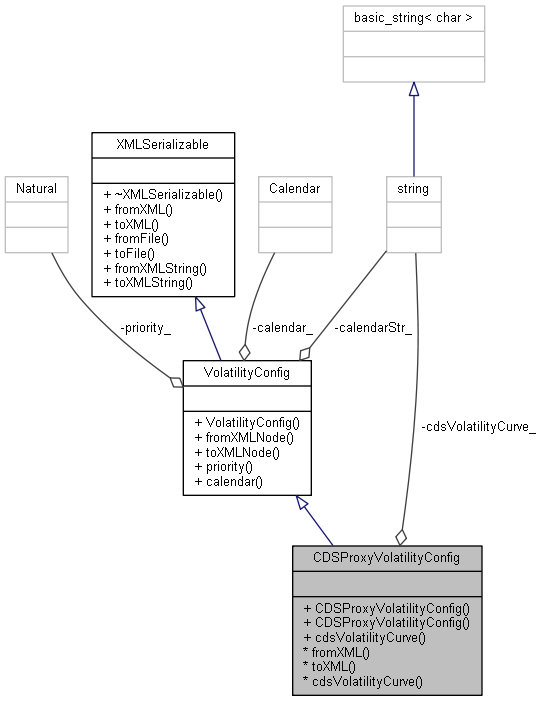 basic_string< char >
XMLSerializable
+ ~XMLSerializable()
+ fromXML()
+ toXML()
+ fromFile()
+ toFile()
+ fromXMLString()
+ toXMLString()
Natural
Calendar
string
-priority_
-calendar_
-calendarStr_
VolatilityConfig
+ VolatilityConfig()
+ fromXMLNode()
+ toXMLNode()
+ priority()
+ calendar()
-cdsVolatilityCurve_
CDSProxyVolatilityConfig
+ CDSProxyVolatilityConfig()
+ CDSProxyVolatilityConfig()
+ cdsVolatilityCurve()
* fromXML()
* toXML()
* cdsVolatilityCurve()